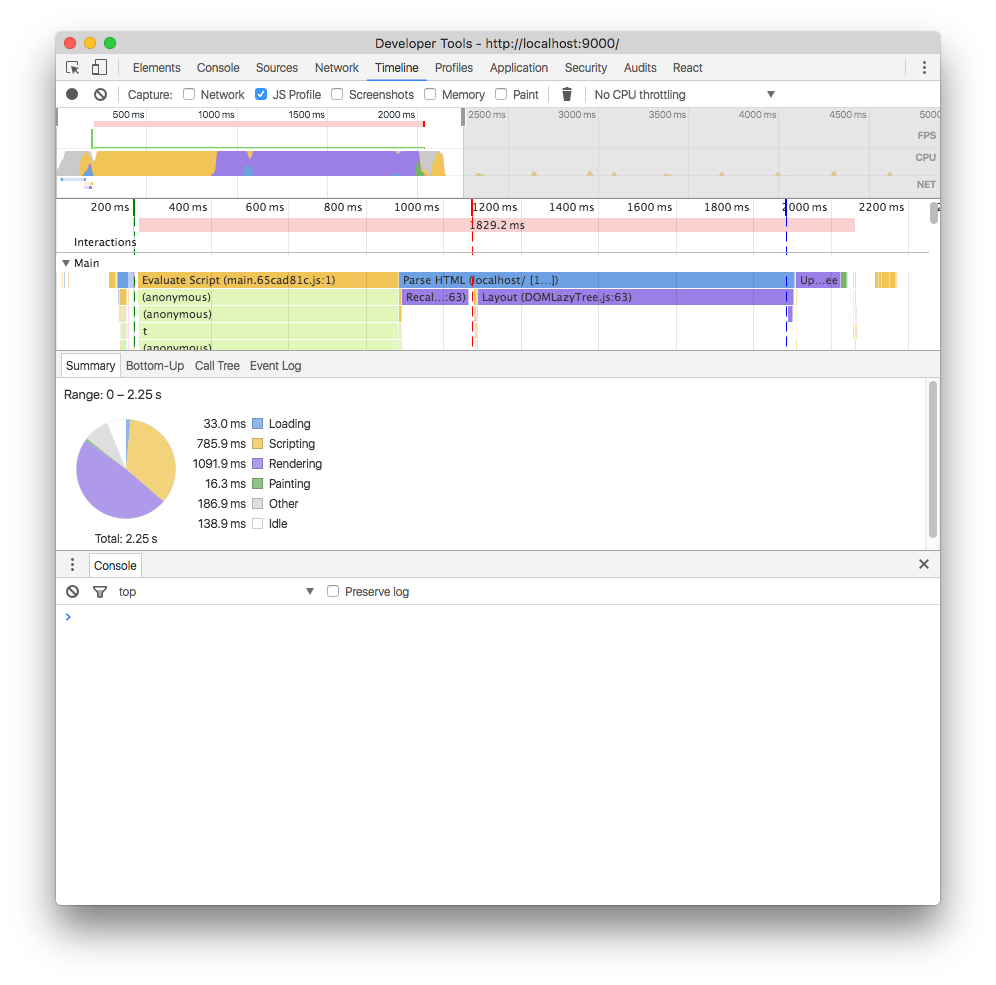 Developer Tools - http://localhost:9000/
Elements Console Sources Network Timeline Profiles Application Security Audits React
Capture: Network JS Profile Screenshots Memory Paint No CPU throttling
500 ms 1000 ms 1500 ms 2000 ms 2500 ms 3000 ms 3500 ms 4000 ms 4500 ms 5000
FPS
CPU
NET
200 ms 400 ms 600 ms 800 ms 1000 ms 1200 ms 1400 ms 1600 ms 1800 ms 2000 ms 2200 ms
1829.2 ms
Interactions
Main
Evaluate Script (main.65cad81c.js:1) Parse HTML (localhost/ [1...]) Up...ee
(anonymous) Recal...:63) Layout (DOMLazyTree.js:63)
(anonymous)
t
(anonymous)
Summary Bottom-Up Call Tree Event Log
Range: 0 – 2.25 s
33.0 ms Loading
785.9 ms Scripting
1091.9 ms Rendering
16.3 ms Painting
186.9 ms Other
138.9 ms Idle
Total: 2.25 s
Console
top Preserve log